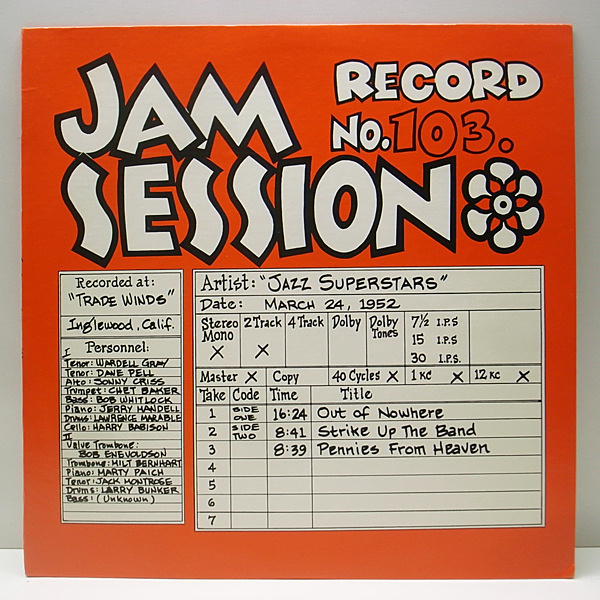 JAM
SESSION
RECORD
NO. 103.
Recorded at:
"TRADE WINDS"
Inglewood, Calif.
Personnel:
I
Tenor: WARDELL GRAY
Tenor: DAVE PELL
Alto: SONNY CRISS
Trumpet: CHET BAKER
Bass: BOB WHITLOCK
Piano: JERRY MANDELL
Drums: LAWRENCE MARABLE
Cello: HARRY BABISON
II
Valve Trombone:
BOB ENEVOLDSON
Trombone: MILT BERNHART
Piano: MARTY PAICH
Tenor: JACK MONTROSE
Drums: LARRY BUNKER
Bass: (Unknown)
Artist: "JAZZ SUPERSTARS"
Date: MARCH 24, 1952
Stereo Mono X 2 Track X 4 Track Dolby Dolby Tones 7½ I.P.S
15 I.P.S
30 I.P.S
Master X Copy 40 Cycles X 1 KC X 12 KC X
Take Code Time Title
1 SIDE ONE 16:24 Out of Nowhere
2 SIDE TWO 8:41 Strike Up The Band
3 8:39 Pennies From Heaven
4
5
6
7